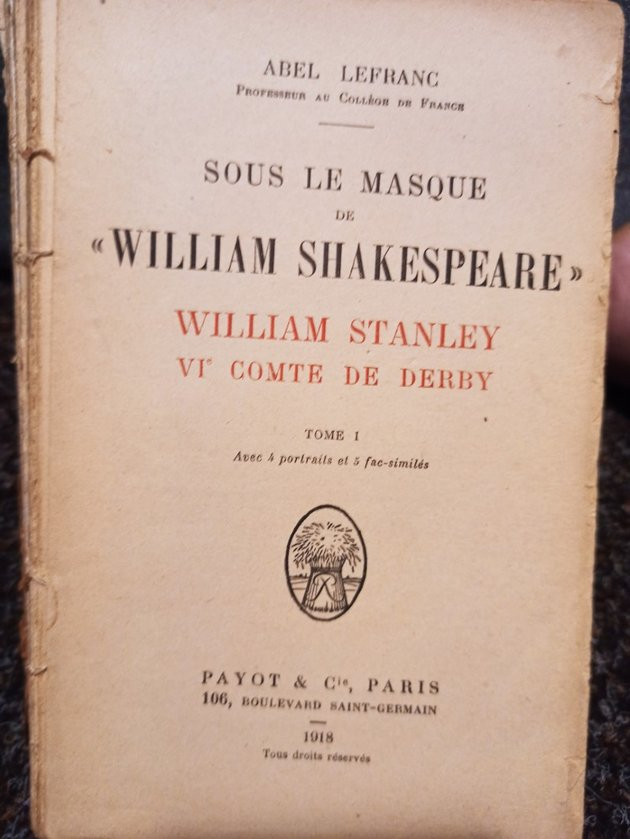 ABEL LEFRANC
PROFESSEUR AU COLLÈGE DE FRANCE
SOUS LE MASQUE
DE
« WILLIAM SHAKESPEARE »
WILLIAM STANLEY
VIe COMTE DE DERBY
TOME I
Avec 4 portraits et 5 fac-similés
PAYOT & Cie, PARIS
106, BOULEVARD SAINT-GERMAIN
1918
Tous droits réservés